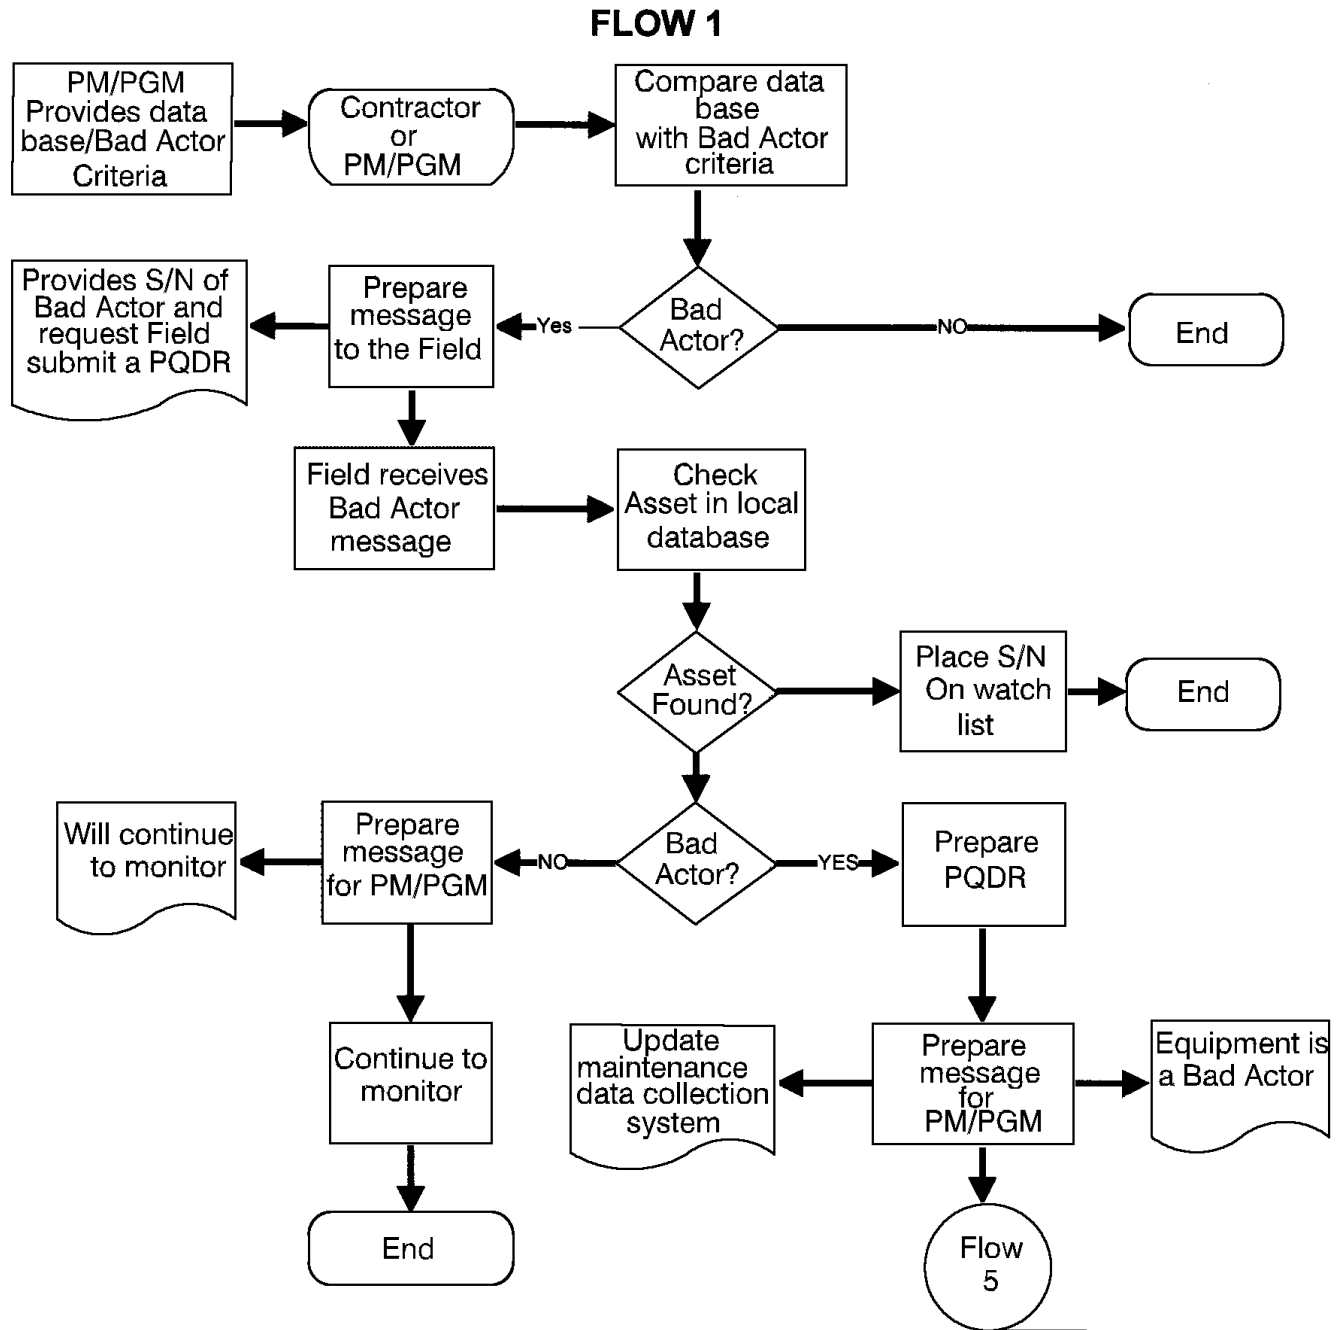 FLOW 1
PM/PGM
Provides data
base/Bad Actor
Criteria
Contractor
or
PM/PGM
Compare data
base
with Bad Actor
criteria
Provides S/N of
Bad Actor and
request Field
submit a PQDR
Prepare
message
to the Field
Yes
Bad
Actor?
NO
End
Field receives
Bad Actor
message
Check
Asset in local
database
Asset
Found?
Place S/N
On watch
list
End
Will continue
to monitor
Prepare
message
for PM/PGM
NO
Bad
Actor?
YES
Prepare
PQDR
Continue to
monitor
Update
maintenance
data collection
system
Prepare
message
for
PM/PGM
Equipment is
a Bad Actor
End
Flow
5